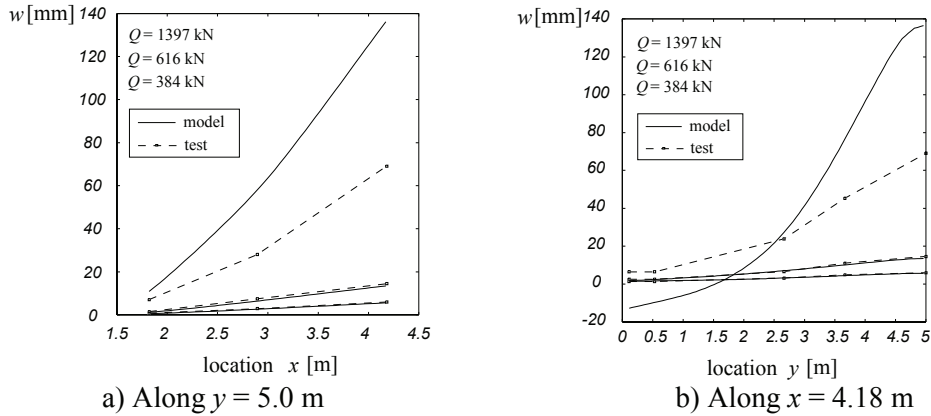 w [mm]
140
120
100
80
60
40
20
0
Q = 1397 kN
Q = 616 kN
Q = 384 kN
model
test
1.5 2 2.5 3 3.5 4 4.5
location x [m]
a) Along y = 5.0 m
w [mm]
140
120
100
80
60
40
20
0
-20
Q = 1397 kN
Q = 616 kN
Q = 384 kN
model
test
0 0.5 1 1.5 2 2.5 3 3.5 4 4.5 5
location y [m]
b) Along x = 4.18 m